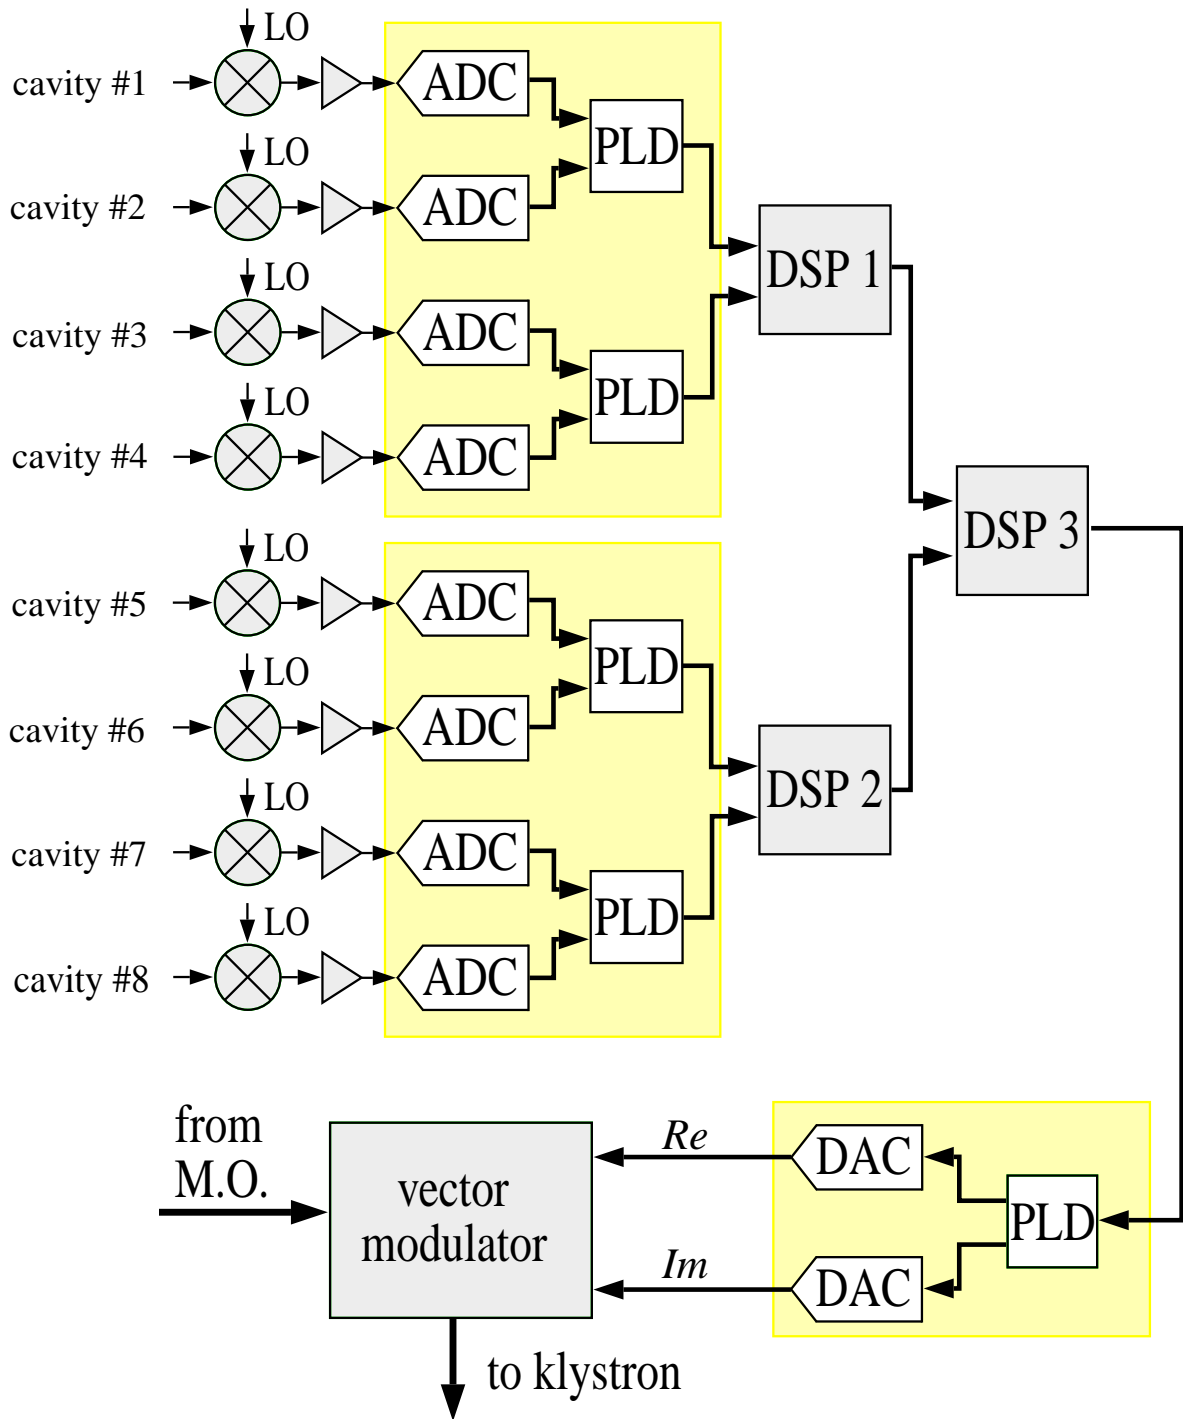 LO
cavity #1
ADC
PLD
LO
cavity #2
ADC
DSP 1
LO
cavity #3
ADC
PLD
LO
cavity #4
ADC
DSP 3
LO
cavity #5
ADC
PLD
LO
cavity #6
ADC
DSP 2
LO
cavity #7
ADC
PLD
LO
cavity #8
ADC
from
M.O.
vector
modulator
Re
Im
DAC
DAC
PLD
to klystron